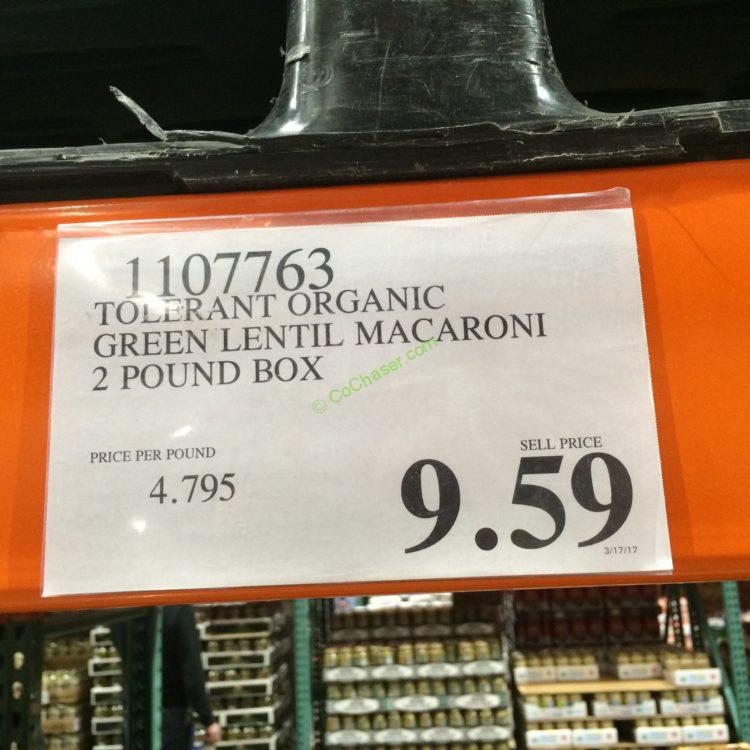 1107763
TOLERANT ORGANIC
GREEN LENTIL MACARONI
2 POUND BOX
© CoChaser.com
PRICE PER POUND
4.795
SELL PRICE
9.59
3/17/17